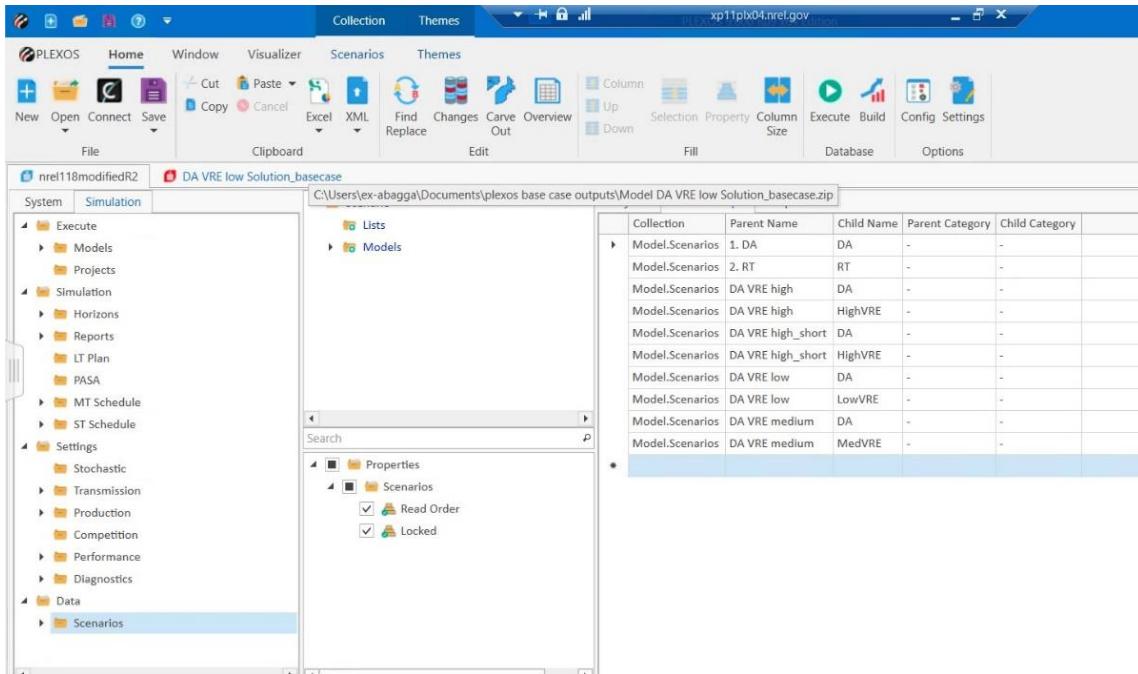 Collection Themes xp11plx04.nrel.gov
PLEXOS Home Window Visualizer Scenarios Themes
Cut Paste Column
Copy Cancel Up
New Open Connect Save Excel XML Find Replace Changes Carve Out Overview Down Selection Property Column Size Execute Build Config Settings
File Clipboard Edit Fill Database Options
nrel118modifiedR2 DA VRE low Solution_basecase
C:\Users\ex-abagga\Documents\plexos base case outputs\Model DA VRE low Solution_basecase.zip
System Simulation
Execute
Models
Projects
Simulation
Horizons
Reports
LT Plan
PASA
MT Schedule
ST Schedule
Settings
Stochastic
Transmission
Production
Competition
Performance
Diagnostics
Data
Scenarios
Lists
Models
Search
Properties
Scenarios
Read Order
Locked
Collection Parent Name Child Name Parent Category Child Category
Model.Scenarios 1. DA DA - -
Model.Scenarios 2. RT RT - -
Model.Scenarios DA VRE high DA - -
Model.Scenarios DA VRE high HighVRE - -
Model.Scenarios DA VRE high_short DA - -
Model.Scenarios DA VRE high_short HighVRE - -
Model.Scenarios DA VRE low DA - -
Model.Scenarios DA VRE low LowVRE - -
Model.Scenarios DA VRE medium DA - -
Model.Scenarios DA VRE medium MedVRE - -